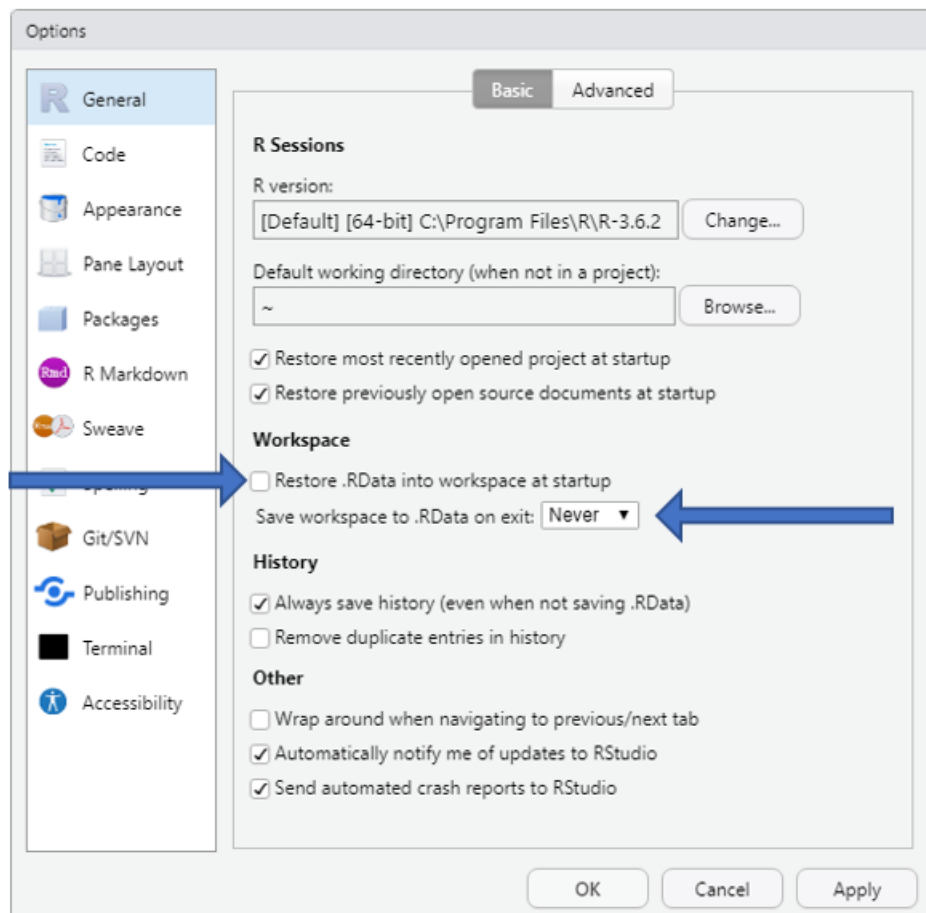 Options
General
Code
Appearance
Pane Layout
Packages
Rmd
R Markdown
Sweave
Git/SVN
Publishing
Terminal
Accessibility
Basic
Advanced
R Sessions
R version:
[Default] [64-bit] C:\Program Files\R\R-3.6.2
Change...
Default working directory (when not in a project):
~
Browse...
Restore most recently opened project at startup
Restore previously open source documents at startup
Workspace
Restore .RData into workspace at startup
Save workspace to .RData on exit: Never
History
Always save history (even when not saving .RData)
Remove duplicate entries in history
Other
Wrap around when navigating to previous/next tab
Automatically notify me of updates to RStudio
Send automated crash reports to RStudio
OK
Cancel
Apply